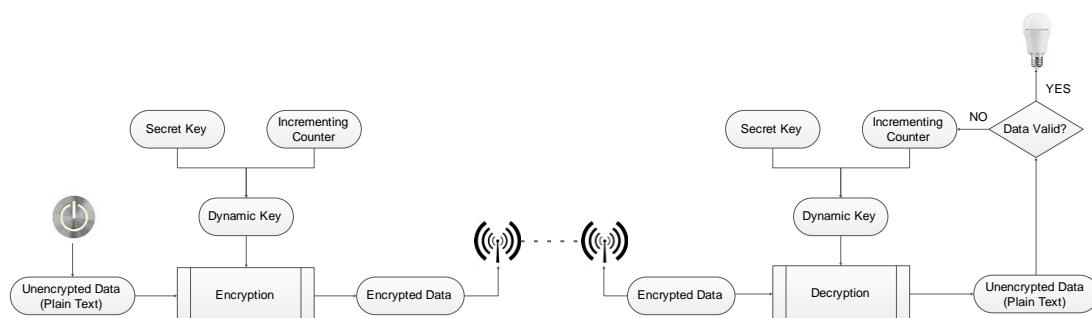 YES
Secret Key
Incrementing
Counter
Secret Key
Incrementing
Counter
NO
Data Valid?
Dynamic Key
Dynamic Key
Unencrypted Data
(Plain Text)
Encryption
Encrypted Data
Encrypted Data
Decryption
Unencrypted Data
(Plain Text)